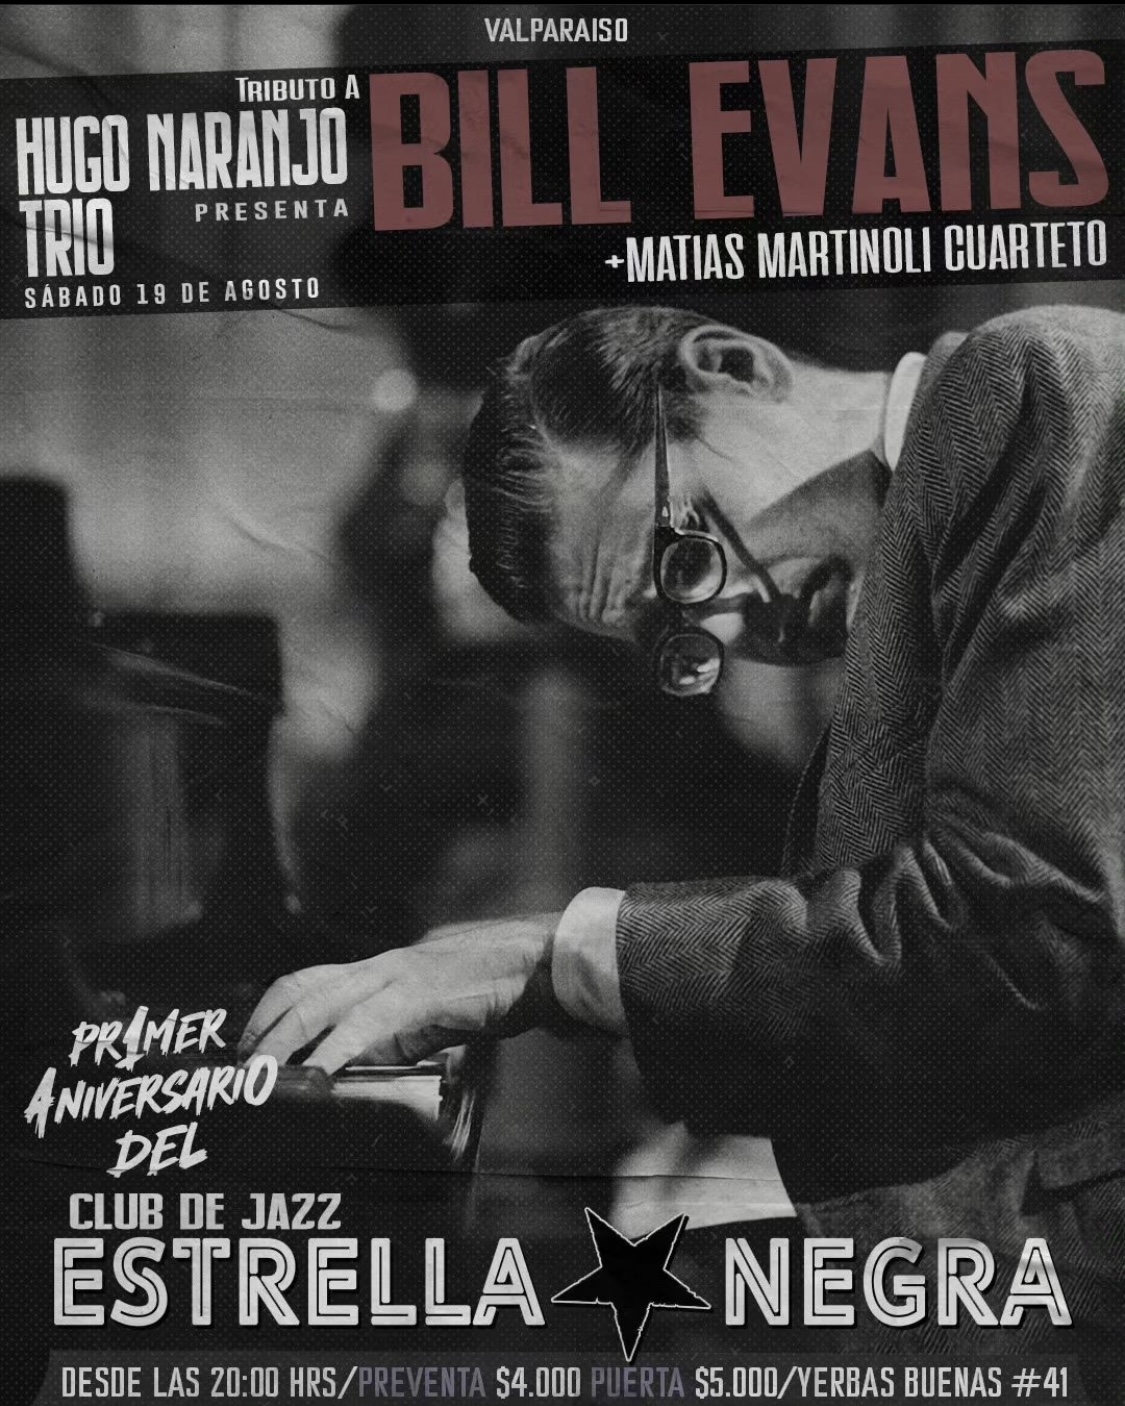 VALPARAISO
TRIBUTO A
BILL EVANS
HUGO NARANJO
TRIO
PRESENTA
+MATIAS MARTINOLI CUARTETO
SÁBADO 19 DE AGOSTO
PR1MER
ANIVERSARIO
DEL
CLUB DE JAZZ
ESTRELLA NEGRA
DESDE LAS 20:00 HRS/PREVENTA $4.000 PUERTA $5.000/YERBAS BUENAS #41